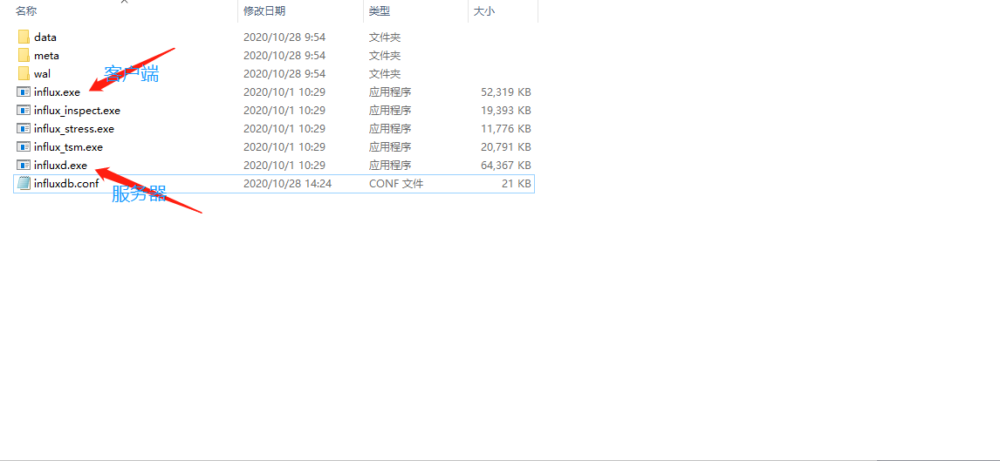 名称 修改日期 类型 大小
data 2020/10/28 9:54 文件夹
meta 2020/10/28 9:54 文件夹
wal 2020/10/28 9:54 文件夹
客户端
influx.exe 2020/10/1 10:29 应用程序 52,319 KB
influx_inspect.exe 2020/10/1 10:29 应用程序 19,393 KB
influx_stress.exe 2020/10/1 10:29 应用程序 11,776 KB
influx_tsm.exe 2020/10/1 10:29 应用程序 20,791 KB
influxd.exe 2020/10/1 10:29 应用程序 64,367 KB
influxdb.conf 2020/10/28 14:24 CONF 文件 21 KB
服务器